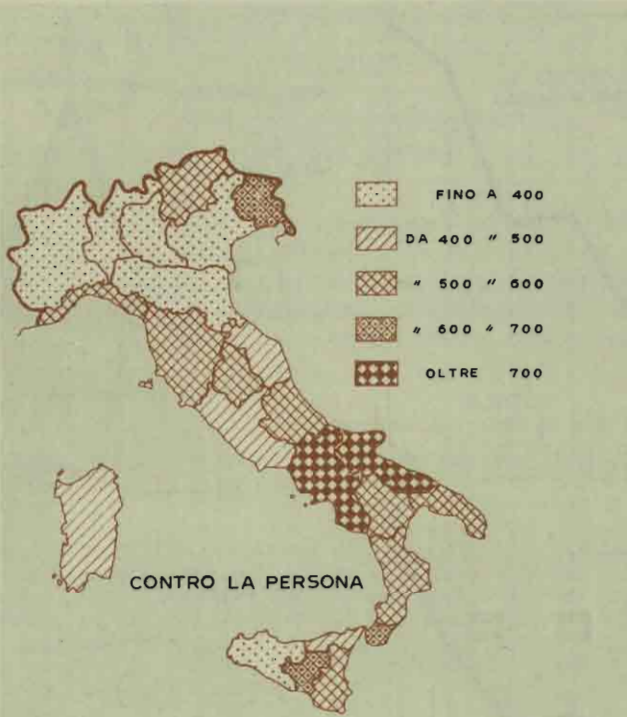 FINO A 400
DA 400 " 500
" 500 " 600
" 600 " 700
OLTRE 700
CONTRO LA PERSONA